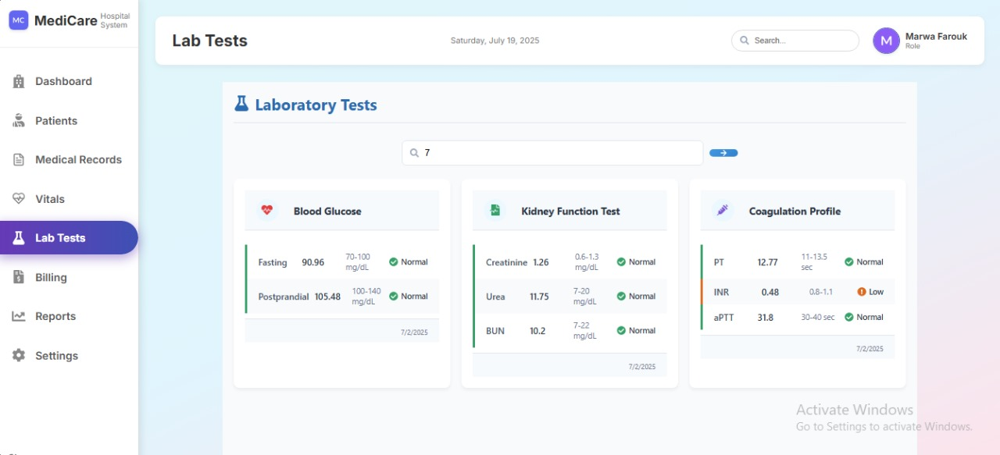 MC
MediCare
Hospital
System
Dashboard
Patients
Medical Records
Vitals
Lab Tests
Billing
Reports
Settings
Lab Tests
Saturday, July 19, 2025
Search...
M
Marwa Farouk
Role
Laboratory Tests
7
Blood Glucose
Fasting 90.96 70-100 mg/dL Normal
Postprandial 105.48 100-140 mg/dL Normal
7/2/2025
Kidney Function Test
Creatinine 1.26 0.6-1.3 mg/dL Normal
Urea 11.75 7-20 mg/dL Normal
BUN 10.2 7-22 mg/dL Normal
7/2/2025
Coagulation Profile
PT 12.77 11-13.5 sec Normal
INR 0.48 0.8-1.1 Low
aPTT 31.8 30-40 sec Normal
7/2/2025
Activate Windows
Go to Settings to activate Windows.